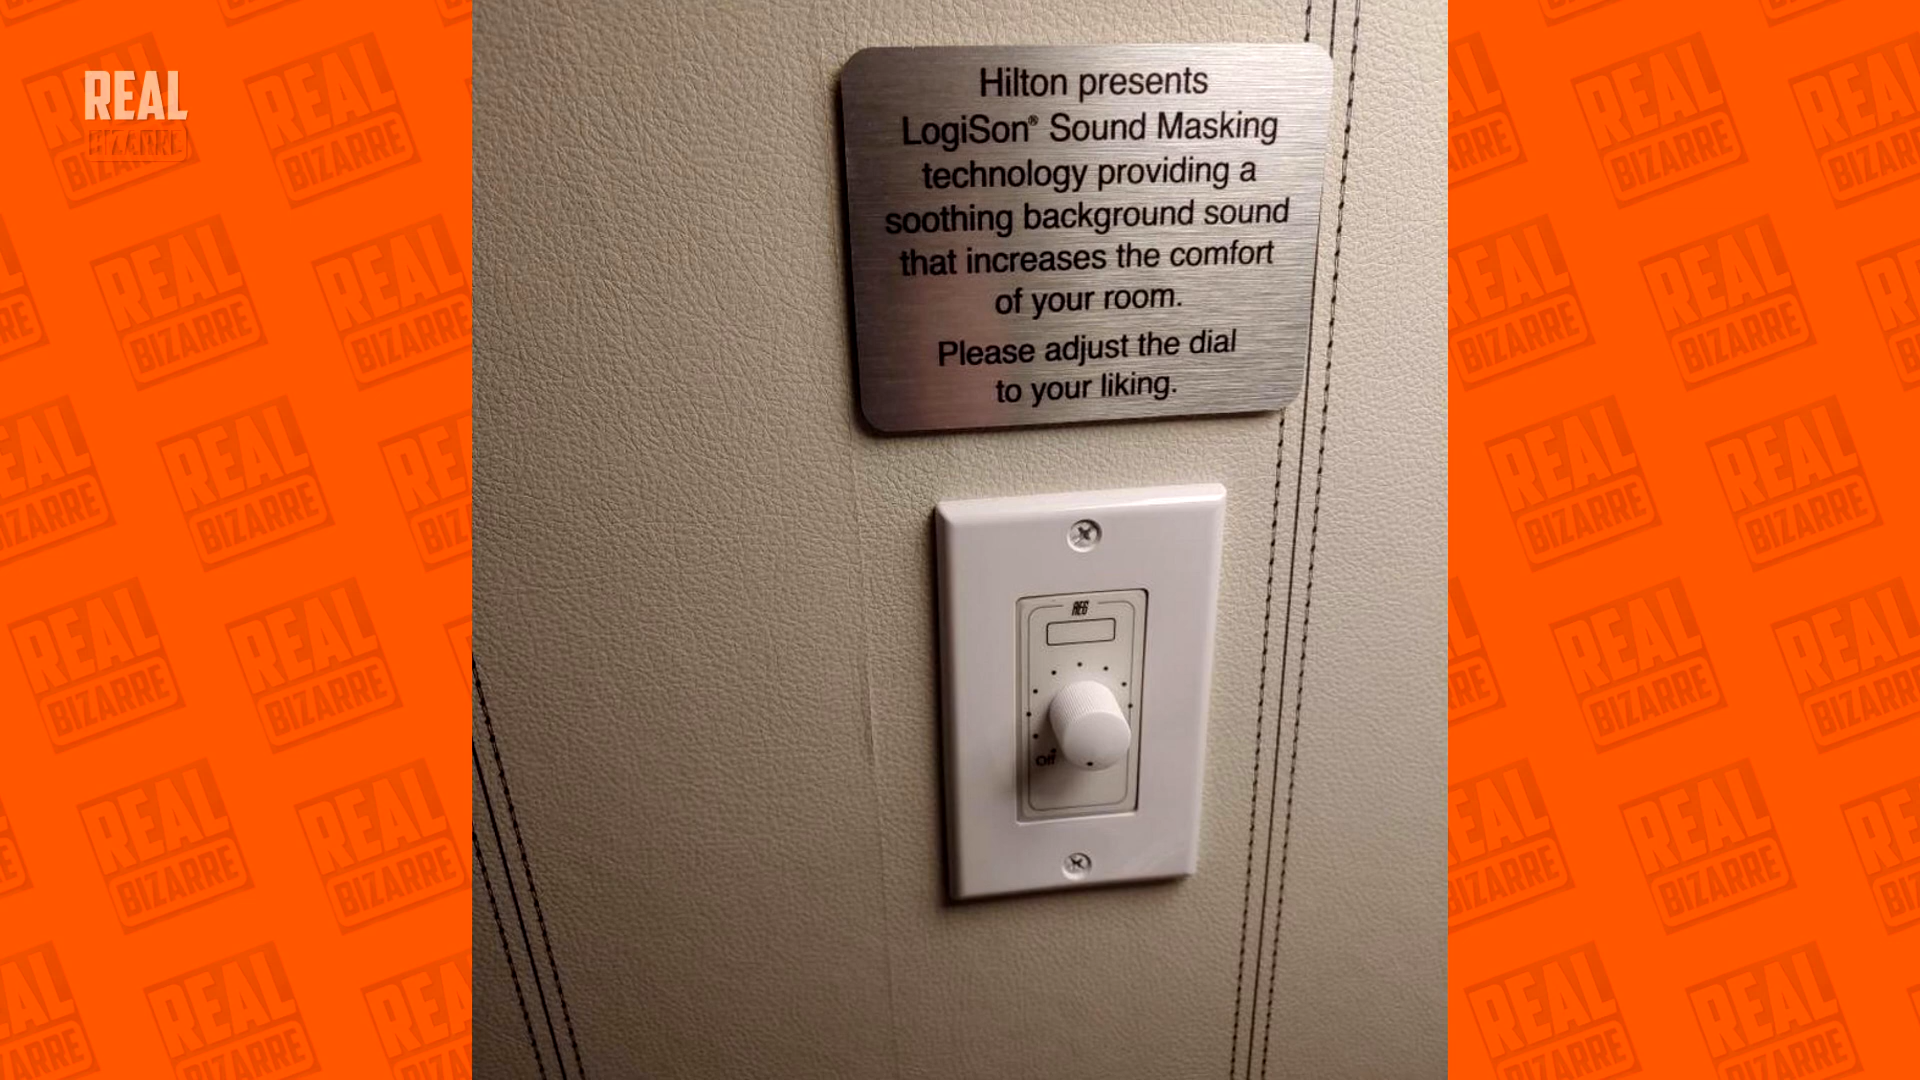 REAL
BIZARRE
Hilton presents
LogiSon® Sound Masking
technology providing a
soothing background sound
that increases the comfort
of your room.
Please adjust the dial
to your liking.
Off